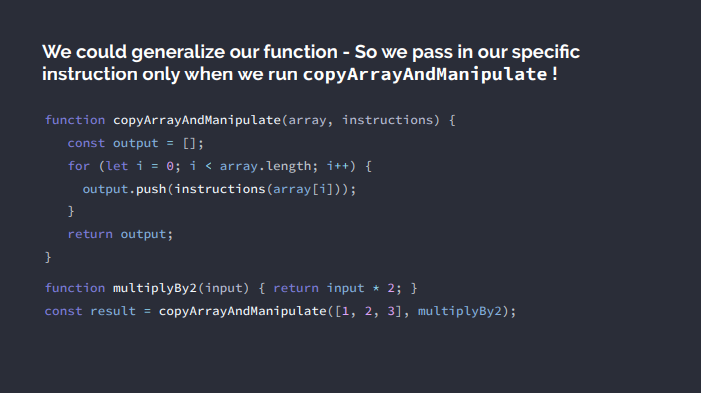 We could generalize our function - So we pass in our specific
instruction only when we run copyArrayAndManipulate!
function copyArrayAndManipulate(array, instructions) {
const output = [];
for (let i = 0; i < array.length; i++) {
output.push(instructions(array[i]));
}
return output;
}
function multiplyBy2(input) { return input * 2; }
const result = copyArrayAndManipulate([1, 2, 3], multiplyBy2);